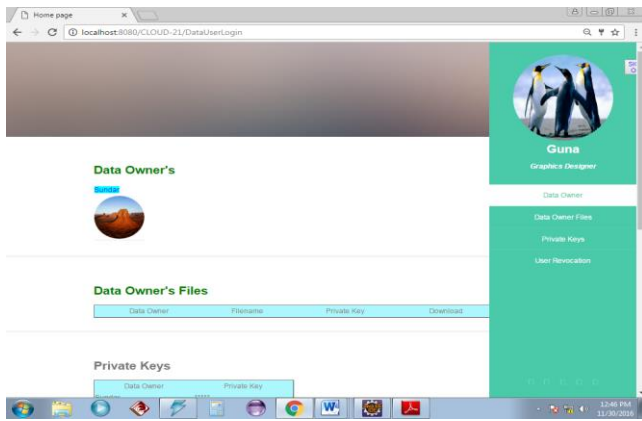 Home page
localhost:8080/CLOUD-21/DataUserLogin
Guna
Graphics Designer
Data Owner
Data Owner Files
Private Keys
User Revocation
Data Owner's
Sundar
Data Owner's Files
Data Owner Filename Private Key Download
Private Keys
Data Owner Private Key
12:46 PM
11/30/2016